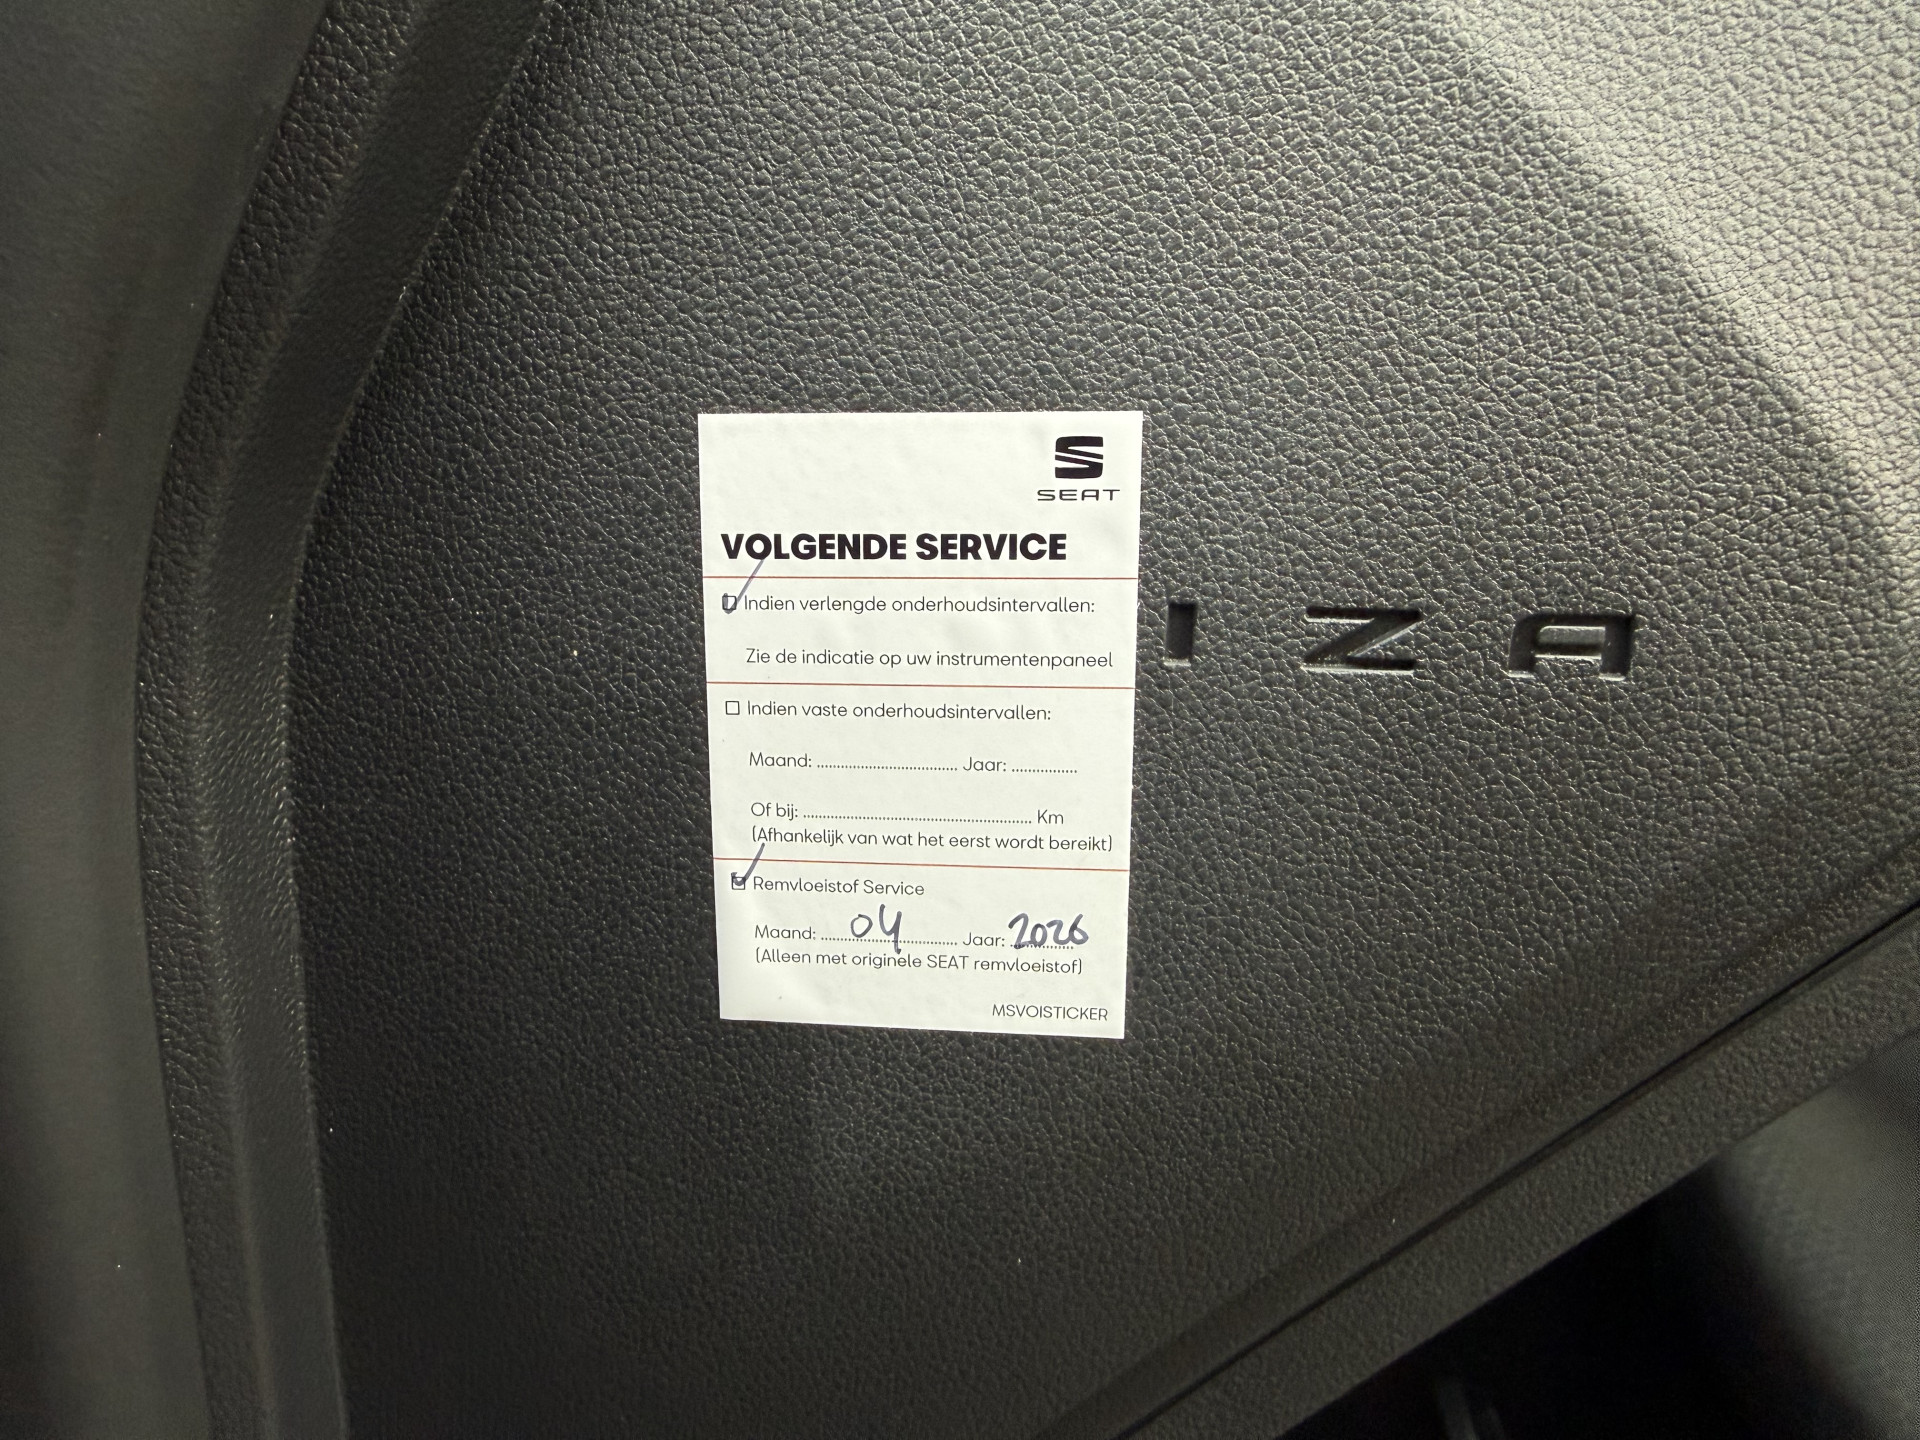 SEAT
VOLGENDE SERVICE
Indien verlengde onderhoudsintervallen:
Zie de indicatie op uw instrumentenpaneel
Indien vaste onderhoudsintervallen:
Maand: ........................ Jaar: ................
Of bij: ........................................ Km
(Afhankelijk van wat het eerst wordt bereikt)
Remvloeistof Service
Maand: 04 Jaar: 2026
(Alleen met originele SEAT remvloeistof)
MSVOISTICKER
IZA